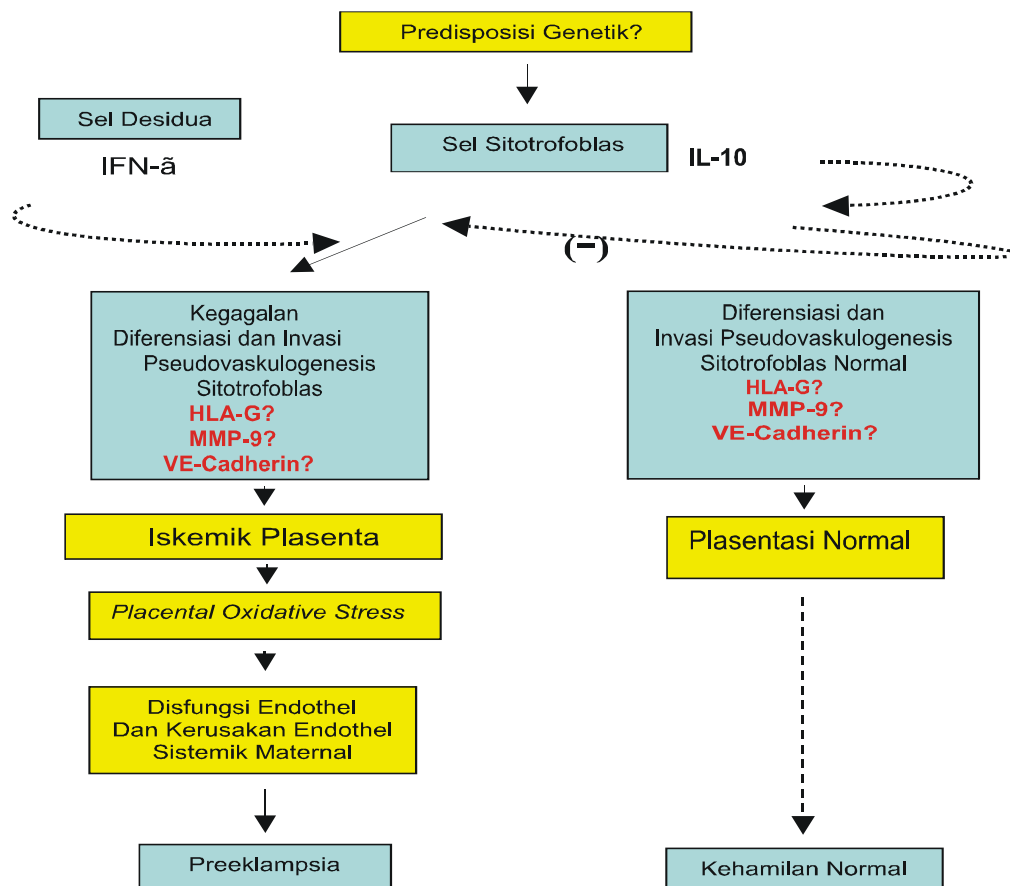 Predisposisi Genetik?
Sel Desidua
IFN-ã
Sel Sitotrofoblas
IL-10
(-)
Kegagalan
Diferensiasi dan Invasi
Pseudovaskulogenesis
Sitotrofoblas
HLA-G?
MMP-9?
VE-Cadherin?
Diferensiasi dan
Invasi Pseudovaskulogenesis
Sitotrofoblas Normal
HLA-G?
MMP-9?
VE-Cadherin?
Iskemik Plasenta
Plasentasi Normal
Placental Oxidative Stress
Disfungsi Endothel
Dan Kerusakan Endothel
Sistemik Maternal
Preeklampsia
Kehamilan Normal